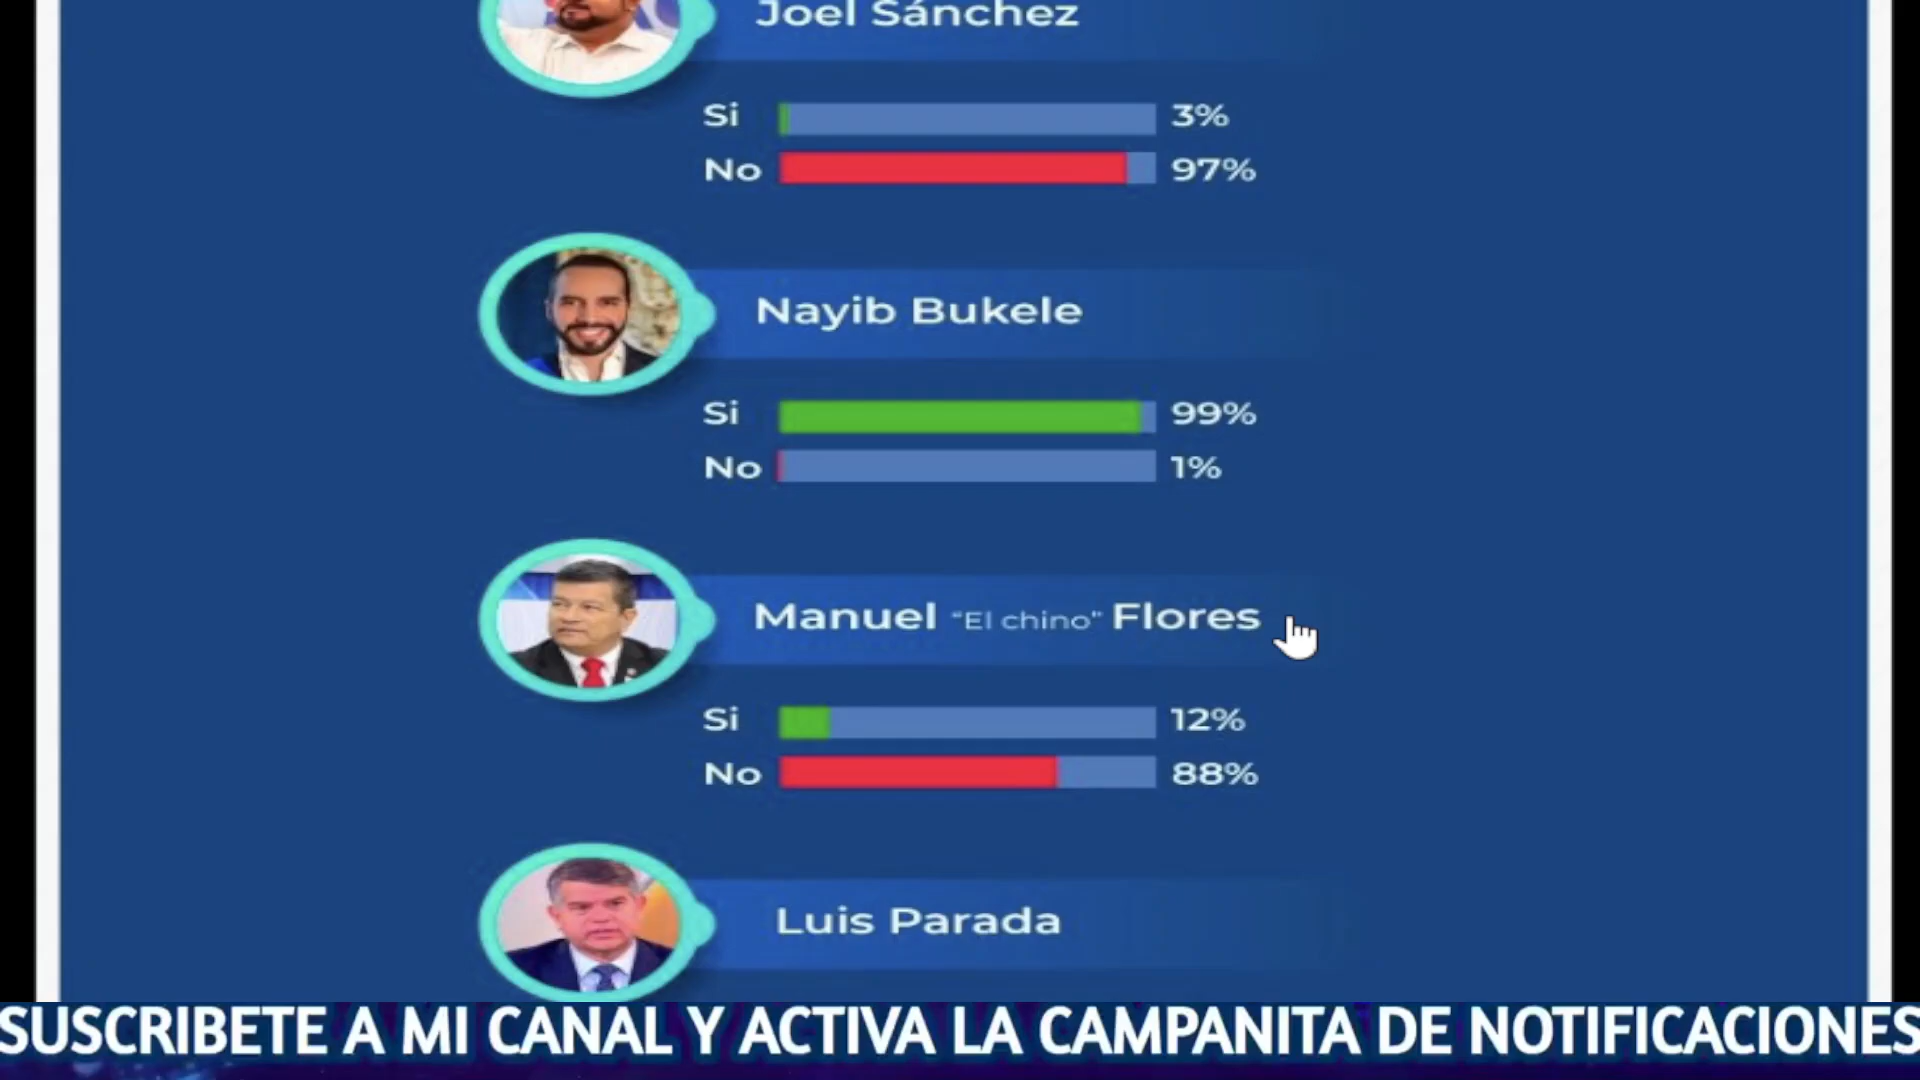 Joel Sánchez
Si 3%
No 97%
Nayib Bukele
Si 99%
No 1%
Manuel "El chino" Flores
Si 12%
No 88%
Luis Parada
SUSCRIBETE A MI CANAL Y ACTIVA LA CAMPANITA DE NOTIFICACIONES